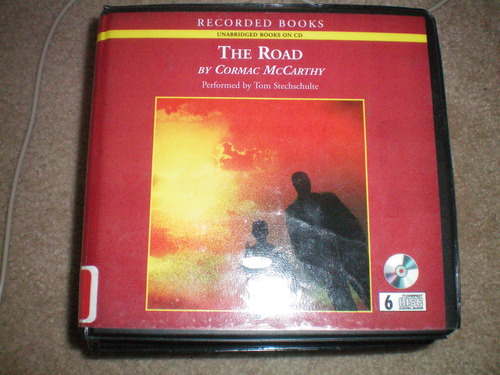 RECORDED BOOKS
UNABRIDGED BOOKS ON CD
THE ROAD
BY CORMAC MCCARTHY
Performed by Tom Stechschulte
6